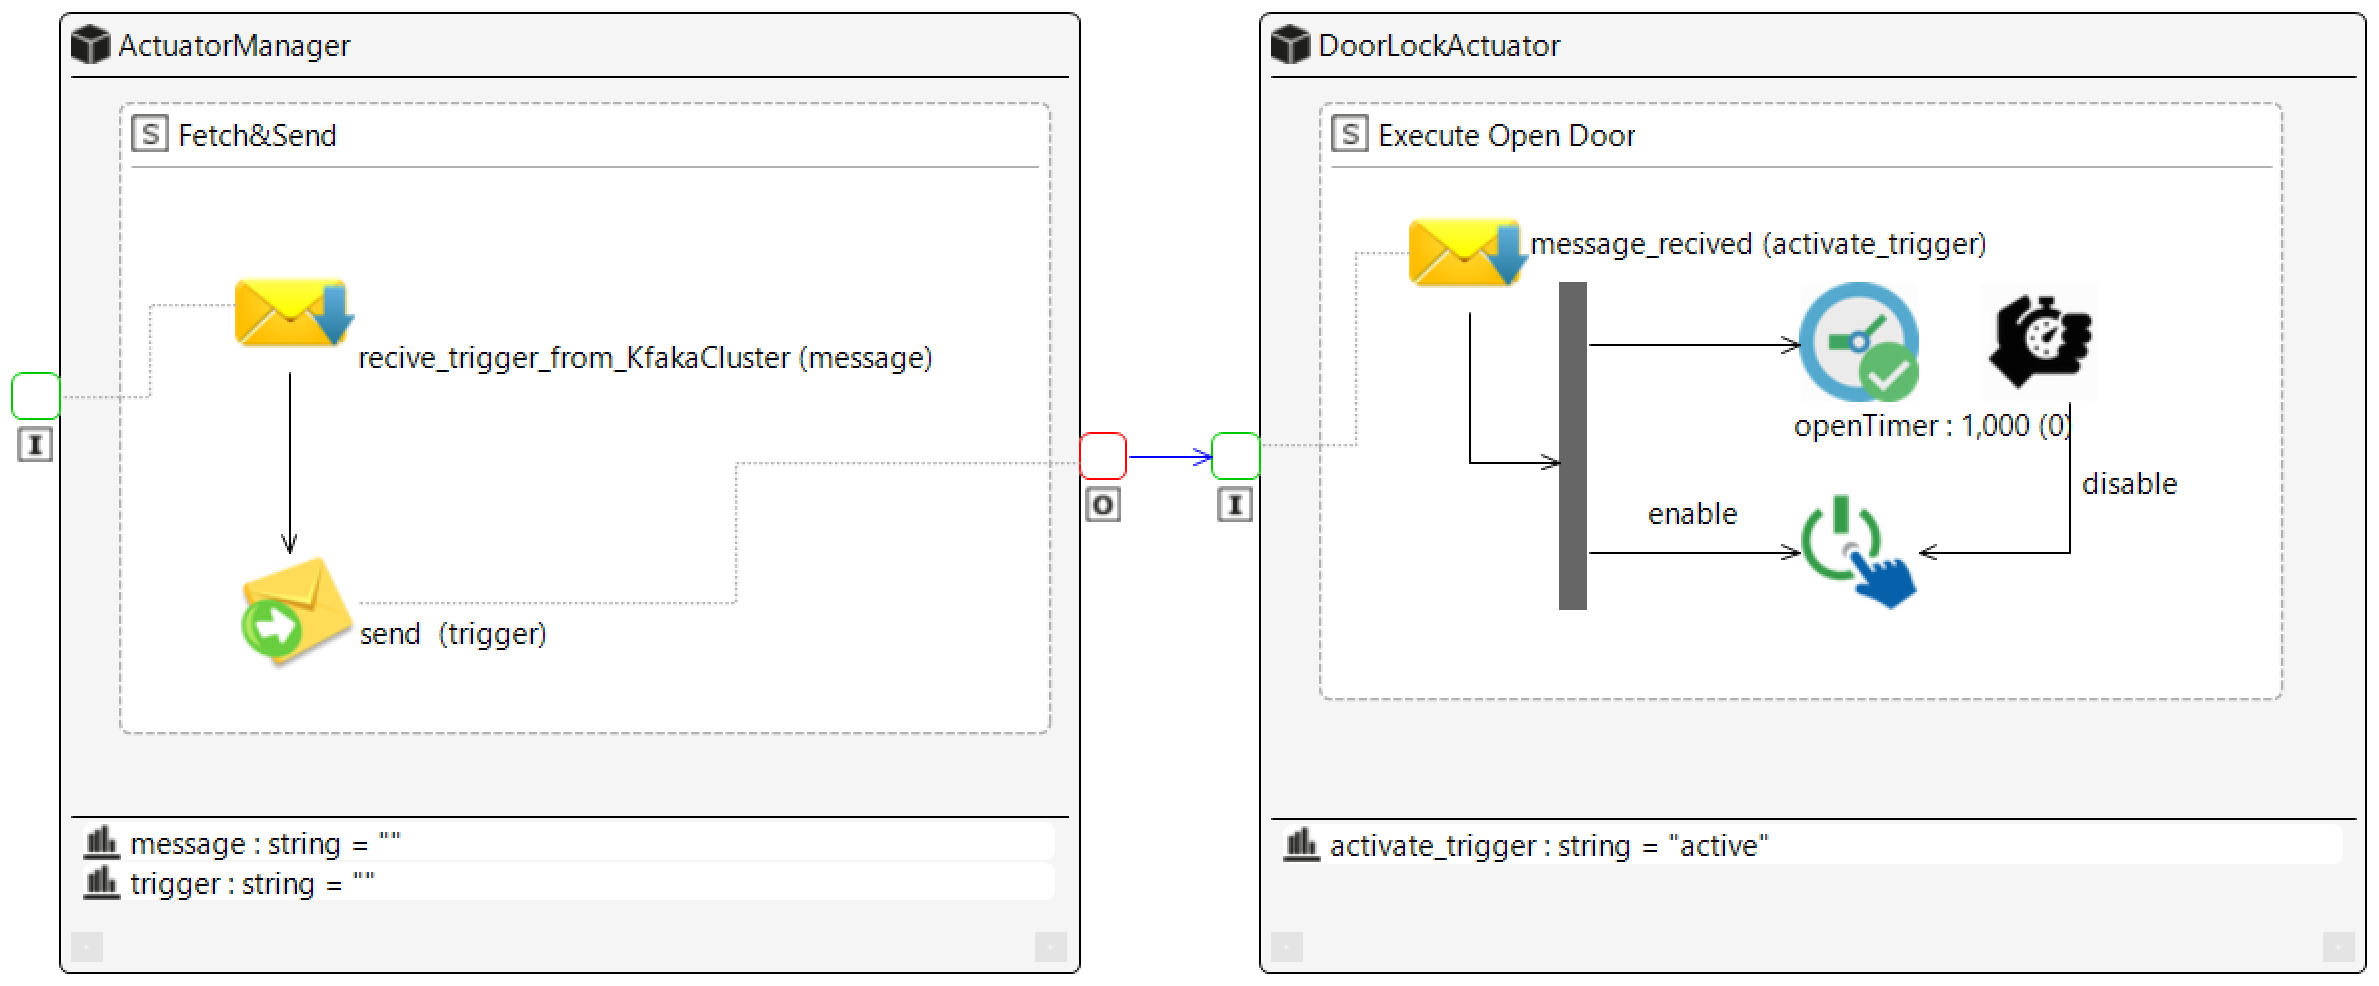 ActuatorManager
S Fetch&Send
recive_trigger_from_KfakaCluster (message)
I
send (trigger)
O
message : string = ""
trigger : string = ""
DoorLockActuator
S Execute Open Door
message_recived (activate_trigger)
openTimer : 1,000 (0)
disable
enable
I
activate_trigger : string = "active"